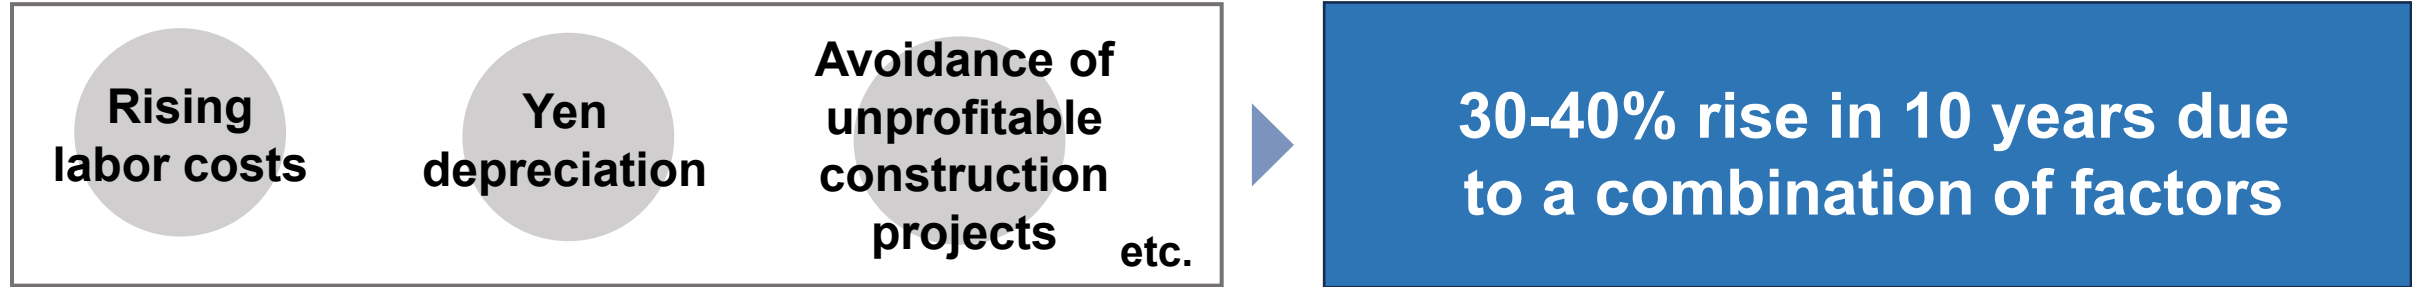 Rising
labor costs
Yen
depreciation
Avoidance of
unprofitable
construction
projects
etc.
30-40% rise in 10 years due
to a combination of factors